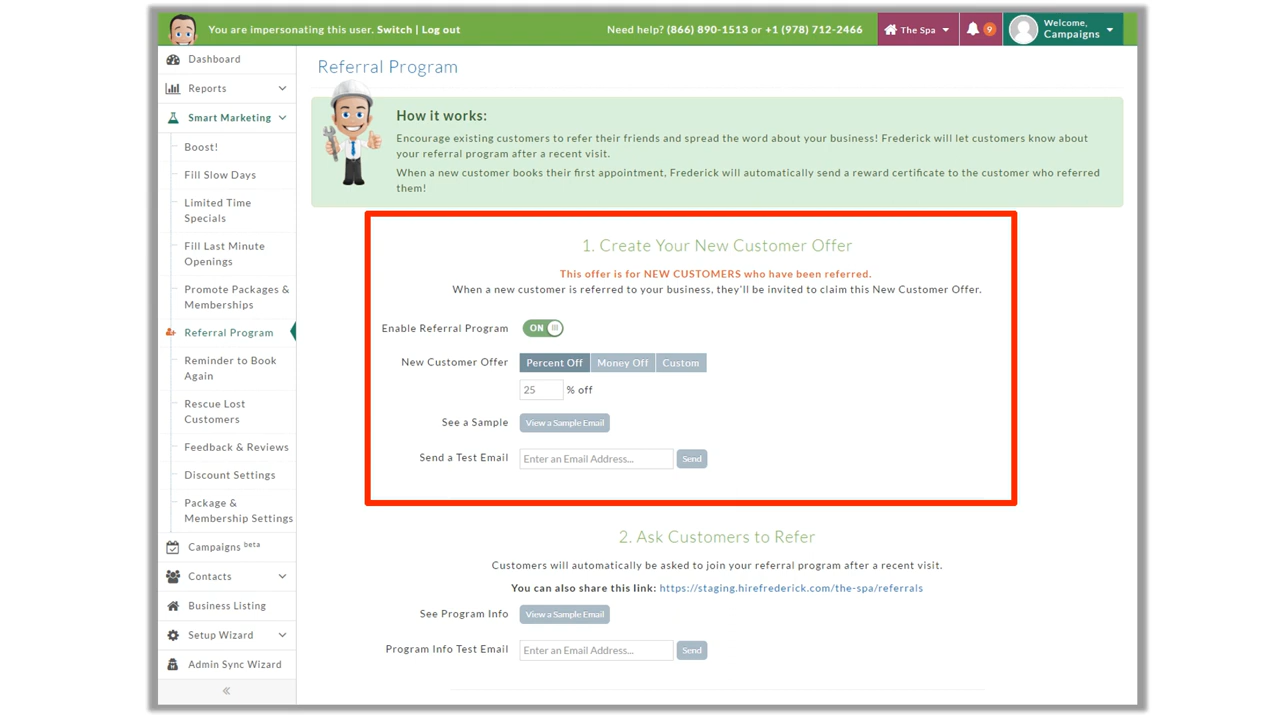 You are impersonating this user. Switch | Log out
Need help? (866) 890-1513 or +1 (978) 712-2466
The Spa
9
Welcome,
Campaigns
Dashboard
Reports
Smart Marketing
Boost!
Fill Slow Days
Limited Time
Specials
Fill Last Minute
Openings
Promote Packages &
Memberships
Referral Program
Reminder to Book
Again
Rescue Lost
Customers
Feedback & Reviews
Discount Settings
Package &
Membership Settings
Campaigns beta
Contacts
Business Listing
Setup Wizard
Admin Sync Wizard
Referral Program
How it works:
Encourage existing customers to refer their friends and spread the word about your business! Frederick will let customers know about
your referral program after a recent visit.
When a new customer books their first appointment, Frederick will automatically send a reward certificate to the customer who referred
them!
1. Create Your New Customer Offer
This offer is for NEW CUSTOMERS who have been referred.
When a new customer is referred to your business, they'll be invited to claim this New Customer Offer.
Enable Referral Program ON
New Customer Offer Percent Off Money Off Custom
25 % off
See a Sample View a Sample Email
Send a Test Email Enter an Email Address... Send
2. Ask Customers to Refer
Customers will automatically be asked to join your referral program after a recent visit.
You can also share this link: https://staging.hirefrederick.com/the-spa/referrals
See Program Info View a Sample Email
Program Info Test Email Enter an Email Address... Send